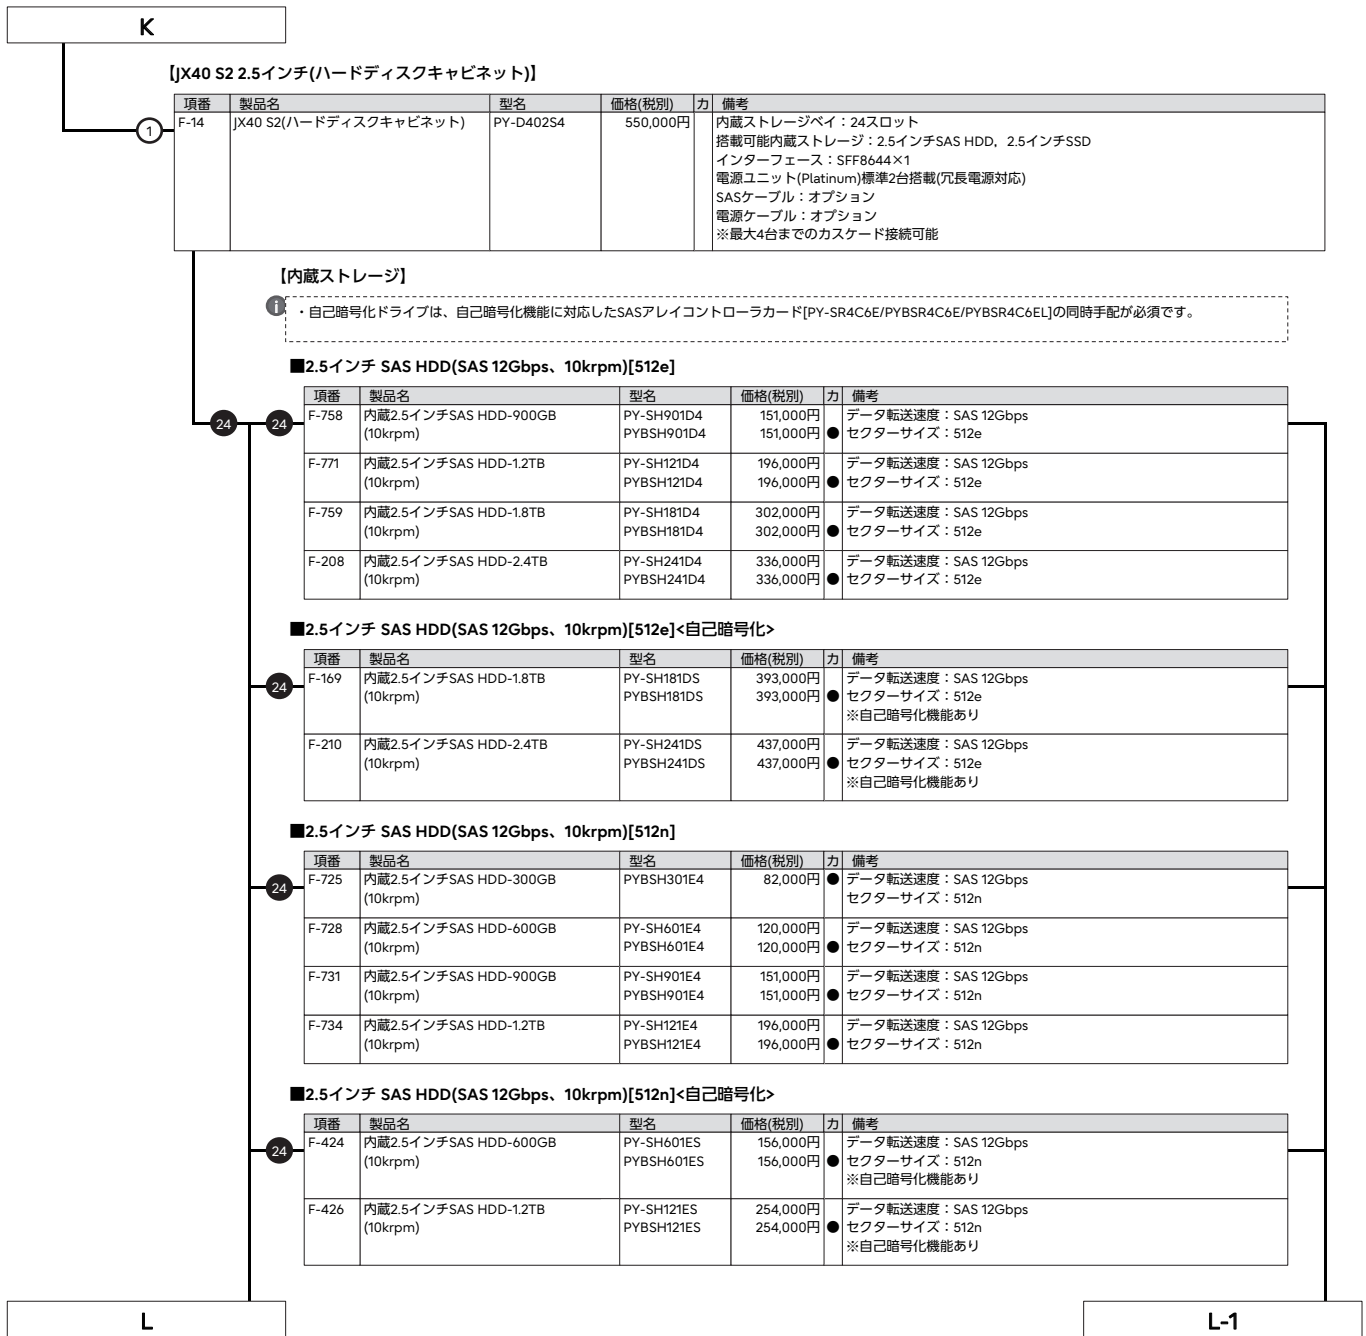 K
【JX40 S2 2.5インチ(ハードディスクキャビネット)】
項番 製品名 型名 価格(税別) カ 備考
1 F-14 JX40 S2(ハードディスクキャビネット) PY-D402S4 550,000円 内蔵ストレージベイ：24スロット
搭載可能内蔵ストレージ：2.5インチSAS HDD，2.5インチSSD
インターフェース：SFF8644×1
電源ユニット(Platinum)標準2台搭載(冗長電源対応)
SASケーブル：オプション
電源ケーブル：オプション
※最大4台までのカスケード接続可能
【内蔵ストレージ】
i ・自己暗号化ドライブは、自己暗号化機能に対応したSASアレイコントローラカード[PY-SR4C6E/PYBSR4C6E/PYBSR4C6EL]の同時手配が必須です。
■2.5インチ SAS HDD(SAS 12Gbps、10krpm)[512e]
項番 製品名 型名 価格(税別) カ 備考
24 24 F-758 内蔵2.5インチSAS HDD-900GB PY-SH901D4 151,000円 データ転送速度：SAS 12Gbps
(10krpm) PYBSH901D4 151,000円 ● セクターサイズ：512e
F-771 内蔵2.5インチSAS HDD-1.2TB PY-SH121D4 196,000円 データ転送速度：SAS 12Gbps
(10krpm) PYBSH121D4 196,000円 ● セクターサイズ：512e
F-759 内蔵2.5インチSAS HDD-1.8TB PY-SH181D4 302,000円 データ転送速度：SAS 12Gbps
(10krpm) PYBSH181D4 302,000円 ● セクターサイズ：512e
F-208 内蔵2.5インチSAS HDD-2.4TB PY-SH241D4 336,000円 データ転送速度：SAS 12Gbps
(10krpm) PYBSH241D4 336,000円 ● セクターサイズ：512e
■2.5インチ SAS HDD(SAS 12Gbps、10krpm)[512e]<自己暗号化>
項番 製品名 型名 価格(税別) カ 備考
24 F-169 内蔵2.5インチSAS HDD-1.8TB PY-SH181DS 393,000円 データ転送速度：SAS 12Gbps
(10krpm) PYBSH181DS 393,000円 ● セクターサイズ：512e
※自己暗号化機能あり
F-210 内蔵2.5インチSAS HDD-2.4TB PY-SH241DS 437,000円 データ転送速度：SAS 12Gbps
(10krpm) PYBSH241DS 437,000円 ● セクターサイズ：512e
※自己暗号化機能あり
■2.5インチ SAS HDD(SAS 12Gbps、10krpm)[512n]
項番 製品名 型名 価格(税別) カ 備考
24 F-725 内蔵2.5インチSAS HDD-300GB PYBSH301E4 82,000円 ● データ転送速度：SAS 12Gbps
(10krpm) セクターサイズ：512n
F-728 内蔵2.5インチSAS HDD-600GB PY-SH601E4 120,000円 データ転送速度：SAS 12Gbps
(10krpm) PYBSH601E4 120,000円 ● セクターサイズ：512n
F-731 内蔵2.5インチSAS HDD-900GB PY-SH901E4 151,000円 データ転送速度：SAS 12Gbps
(10krpm) PYBSH901E4 151,000円 ● セクターサイズ：512n
F-734 内蔵2.5インチSAS HDD-1.2TB PY-SH121E4 196,000円 データ転送速度：SAS 12Gbps
(10krpm) PYBSH121E4 196,000円 ● セクターサイズ：512n
■2.5インチ SAS HDD(SAS 12Gbps、10krpm)[512n]<自己暗号化>
項番 製品名 型名 価格(税別) カ 備考
24 F-424 内蔵2.5インチSAS HDD-600GB PY-SH601ES 156,000円 データ転送速度：SAS 12Gbps
(10krpm) PYBSH601ES 156,000円 ● セクターサイズ：512n
※自己暗号化機能あり
F-426 内蔵2.5インチSAS HDD-1.2TB PY-SH121ES 254,000円 データ転送速度：SAS 12Gbps
(10krpm) PYBSH121ES 254,000円 ● セクターサイズ：512n
※自己暗号化機能あり
L L-1